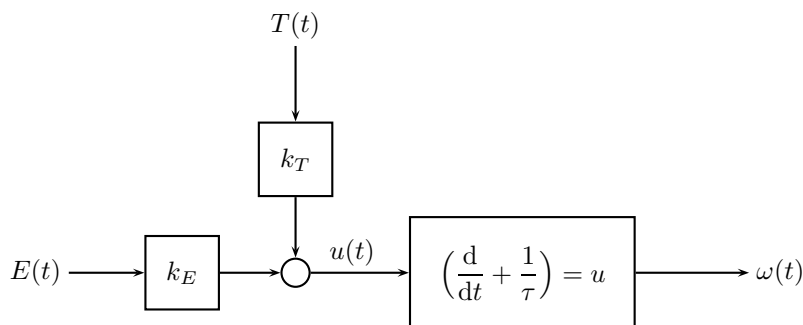 T(t)
k_T
u(t)
E(t)
k_E
(d/dt + 1/τ) = u
ω(t)